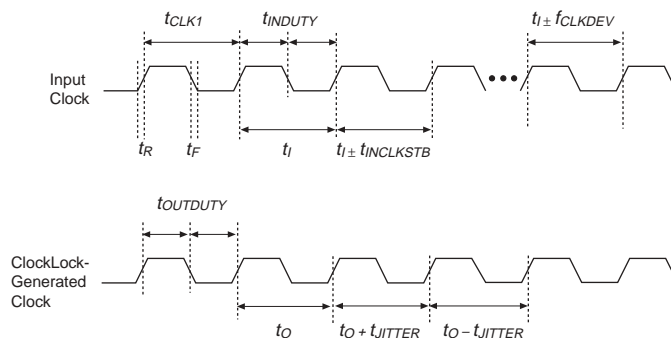 tCLK1 tINDUTY tI ± fCLKDEV
Input
Clock
tR tF tI tI ± tINCLKSTB
tOUTDUTY
ClockLock-
Generated
Clock
tO tO + tJITTER tO – tJITTER